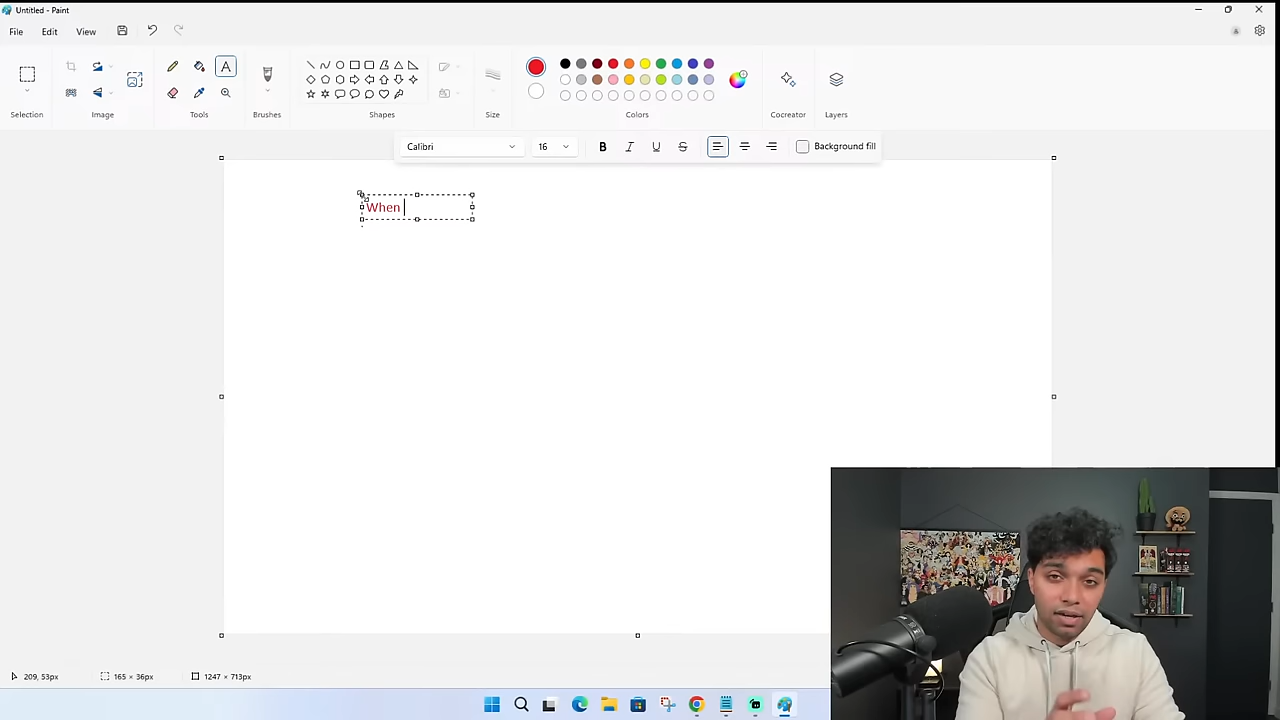 Untitled - Paint
File Edit View
A
Selection Image Tools Brushes Shapes Size Colors Cocreator Layers
Calibri 16 B I U S Background fill
When
209, 53px 165 × 36px 1247 × 713px